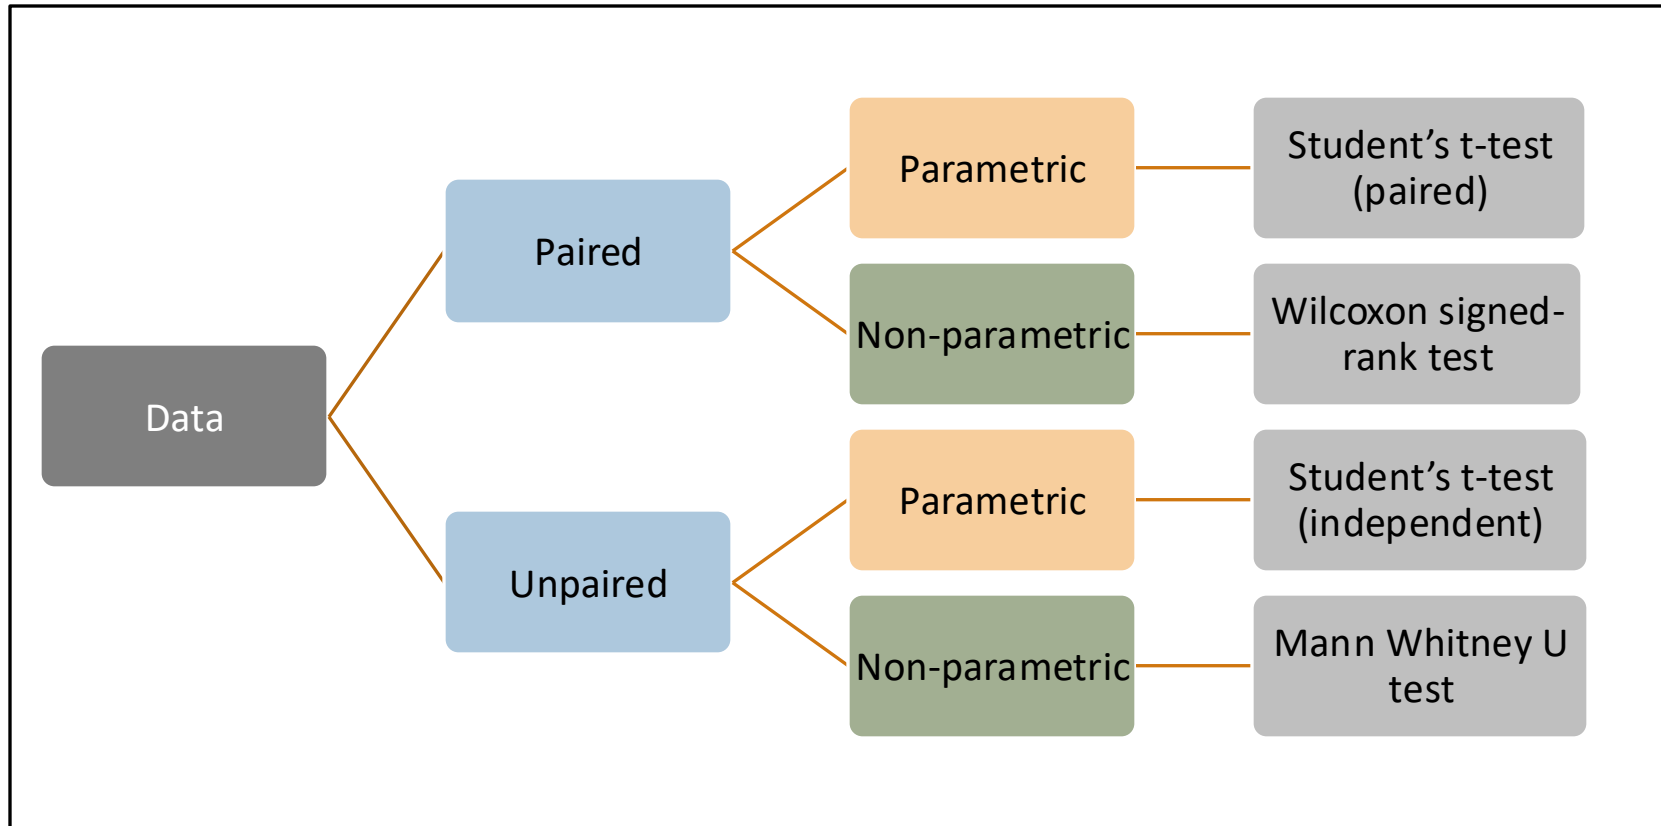 Data
Paired
Unpaired
Parametric
Non-parametric
Parametric
Non-parametric
Student’s t-test
(paired)
Wilcoxon signed-
rank test
Student’s t-test
(independent)
Mann Whitney U
test